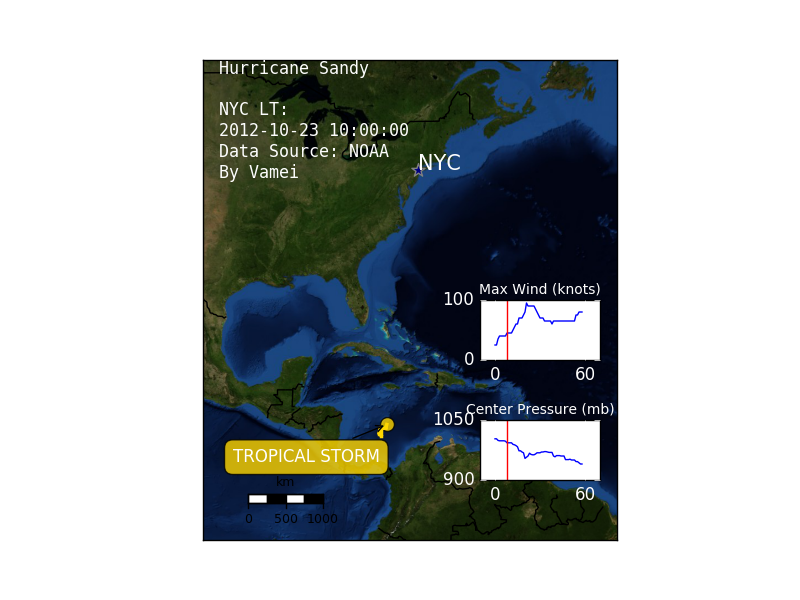 Hurricane Sandy
NYC LT:
2012-10-23 10:00:00
Data Source: NOAA
By Vamei
NYC
Max Wind (knots)
100
0
0 60
Center Pressure (mb)
1050
900
0 60
TROPICAL STORM
km
0 500 1000